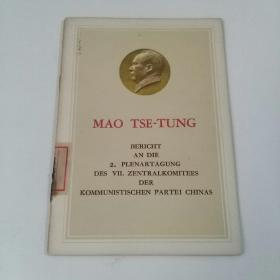 MAO TSE-TUNG
BERICHT
AN DIE
2. PLENARTAGUNG
DES VII. ZENTRALKOMITEES
DER
KOMMUNISTISCHEN PARTEI CHINAS